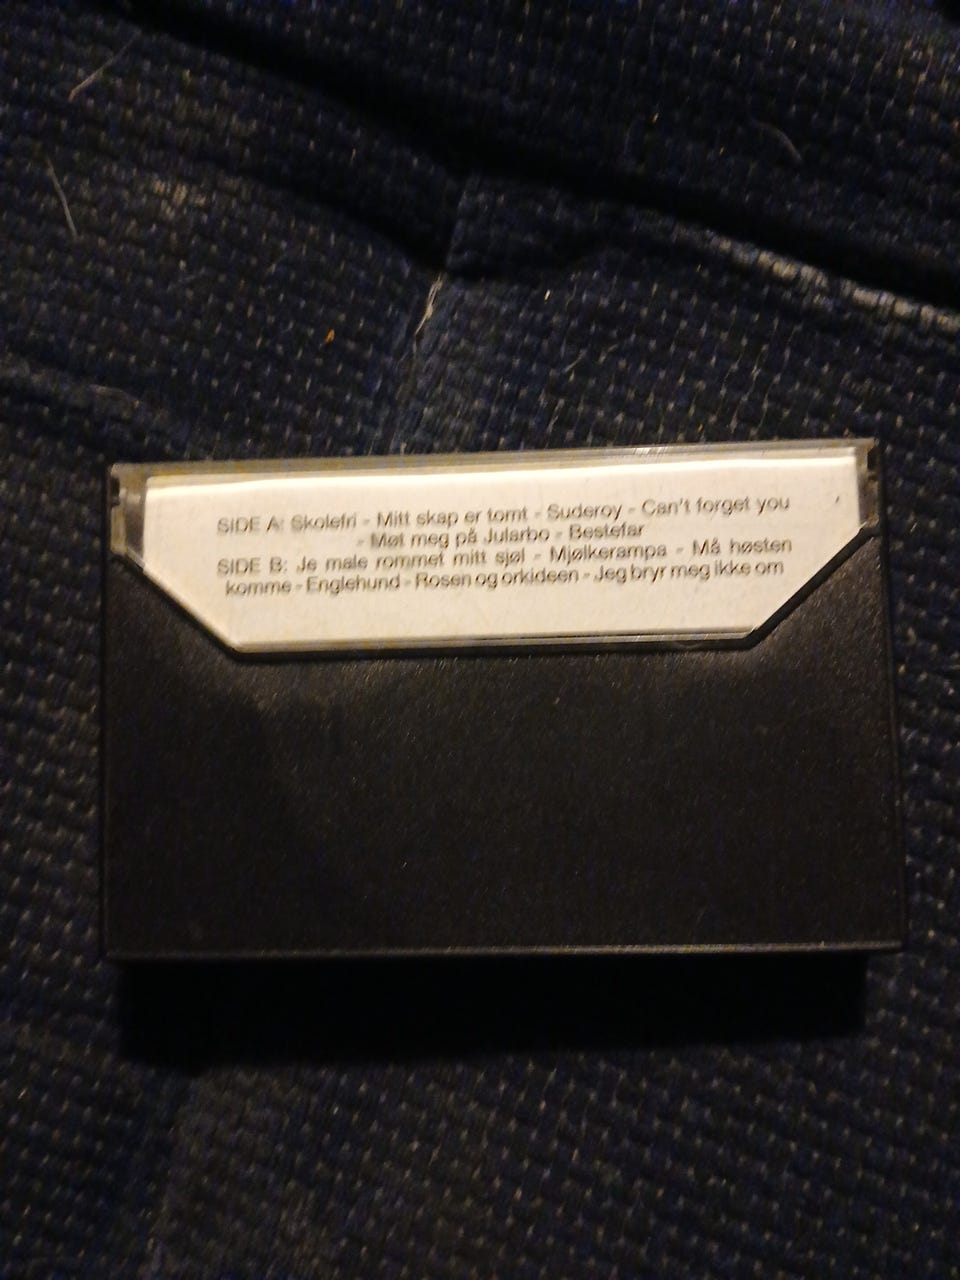 SIDE A: Skolefri - Mitt skap er tomt - Suderoy - Can't forget you
- Møt meg på Jularbo - Bestefar
SIDE B: Je male rommet mitt sjøl - Mjølkerampa - Må høsten
komme - Englehund - Rosen og orkideen - Jeg bryr meg ikke om